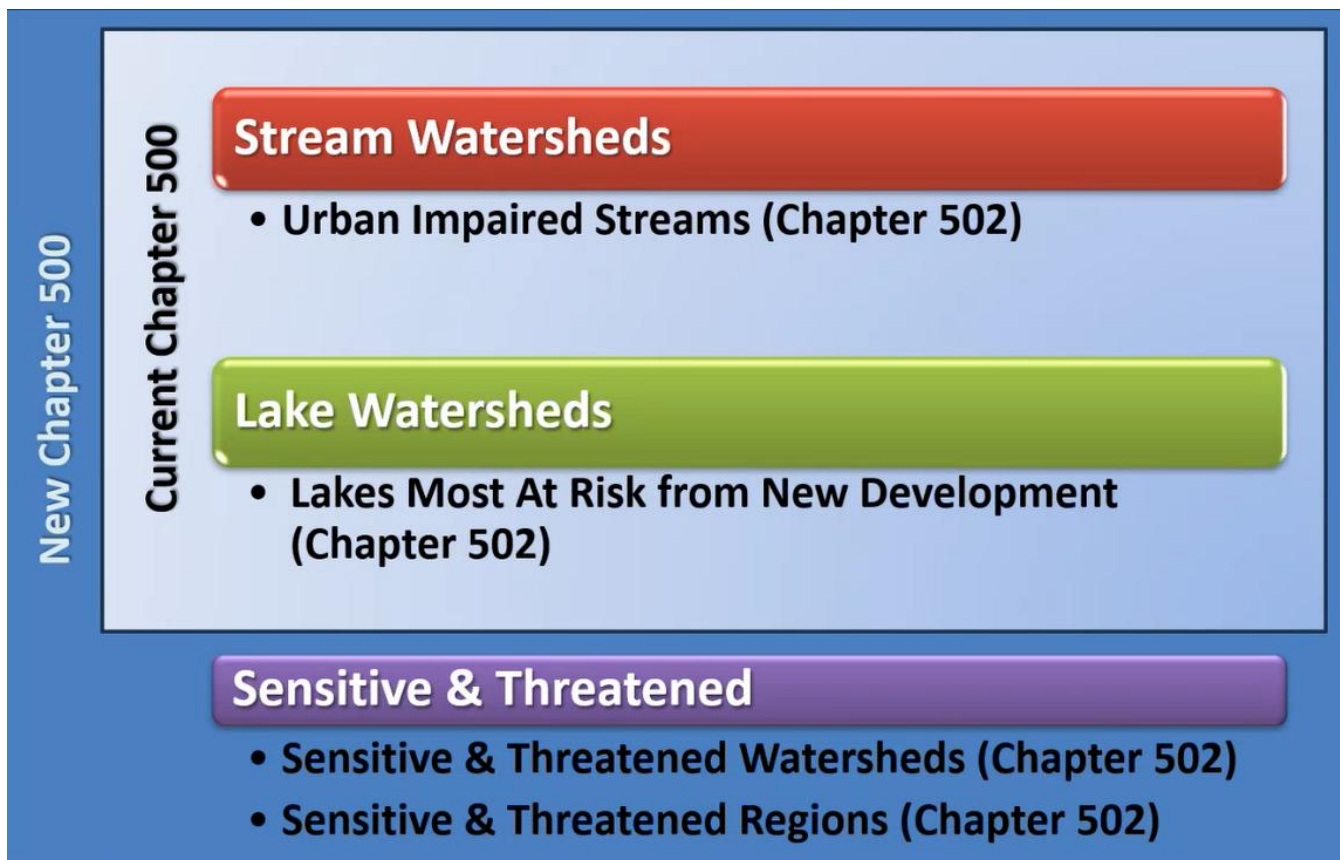 New Chapter 500
Current Chapter 500
Stream Watersheds
• Urban Impaired Streams (Chapter 502)
Lake Watersheds
• Lakes Most At Risk from New Development
(Chapter 502)
Sensitive & Threatened
• Sensitive & Threatened Watersheds (Chapter 502)
• Sensitive & Threatened Regions (Chapter 502)